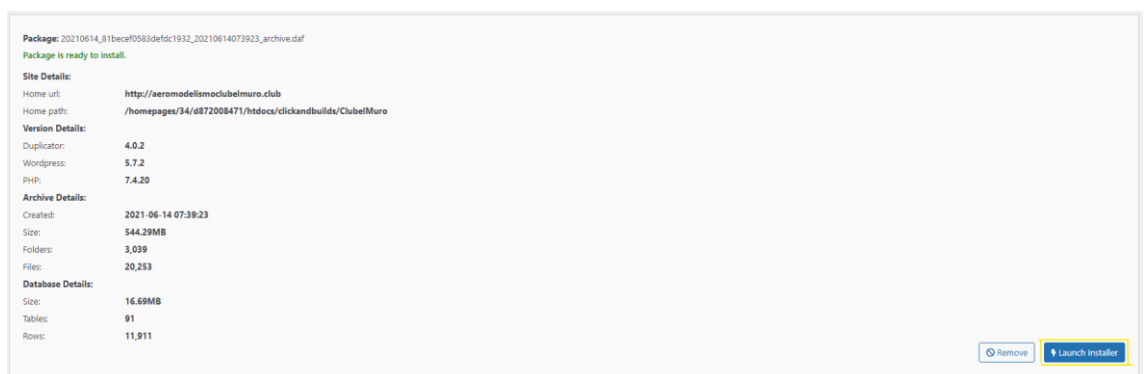 Package: 20210614_81becef0583defdc1932_20210614073923_archive.daf
Package is ready to install.
Site Details:
Home url: http://aeromodelismoclubelmuro.club
Home path: /homepages/34/d872008471/htdocs/clickandbuilds/ClubelMuro
Version Details:
Duplicator: 4.0.2
Wordpress: 5.7.2
PHP: 7.4.20
Archive Details:
Created: 2021-06-14 07:39:23
Size: 544.29MB
Folders: 3,039
Files: 20,253
Database Details:
Size: 16.69MB
Tables: 91
Rows: 11,911
Remove Launch Installer